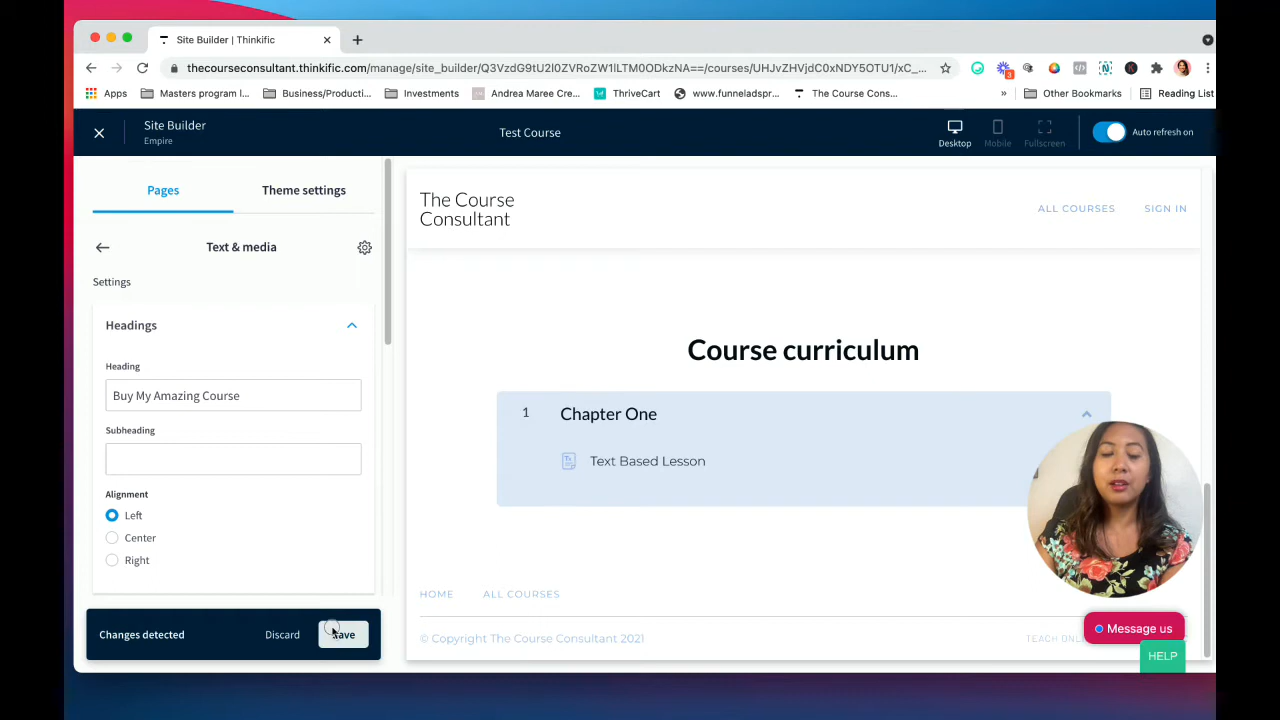 Site Builder | Thinkific
thecourseconsultant.thinkific.com/manage/site_builder/Q3VzdG9tU2l0ZVRoZW1lLTM0ODkzNA==/courses/UHJvZHVjdC0xNDY5OTU1/xC_...
3
Apps
Masters program I...
Business/Producti...
Investments
Andrea Maree Cre...
ThriveCart
www.funneladspr...
The Course Cons...
»
Other Bookmarks
Reading List
Site Builder
Empire
Test Course
Desktop
Mobile
Fullscreen
Auto refresh on
Pages
Theme settings
Text & media
Settings
Headings
Heading
Buy My Amazing Course
Subheading
Alignment
Left
Center
Right
Changes detected
Discard
Save
The Course
Consultant
ALL COURSES
SIGN IN
Course curriculum
1
Chapter One
Text Based Lesson
HOME
ALL COURSES
© Copyright The Course Consultant 2021
TEACH ONL
Message us
HELP